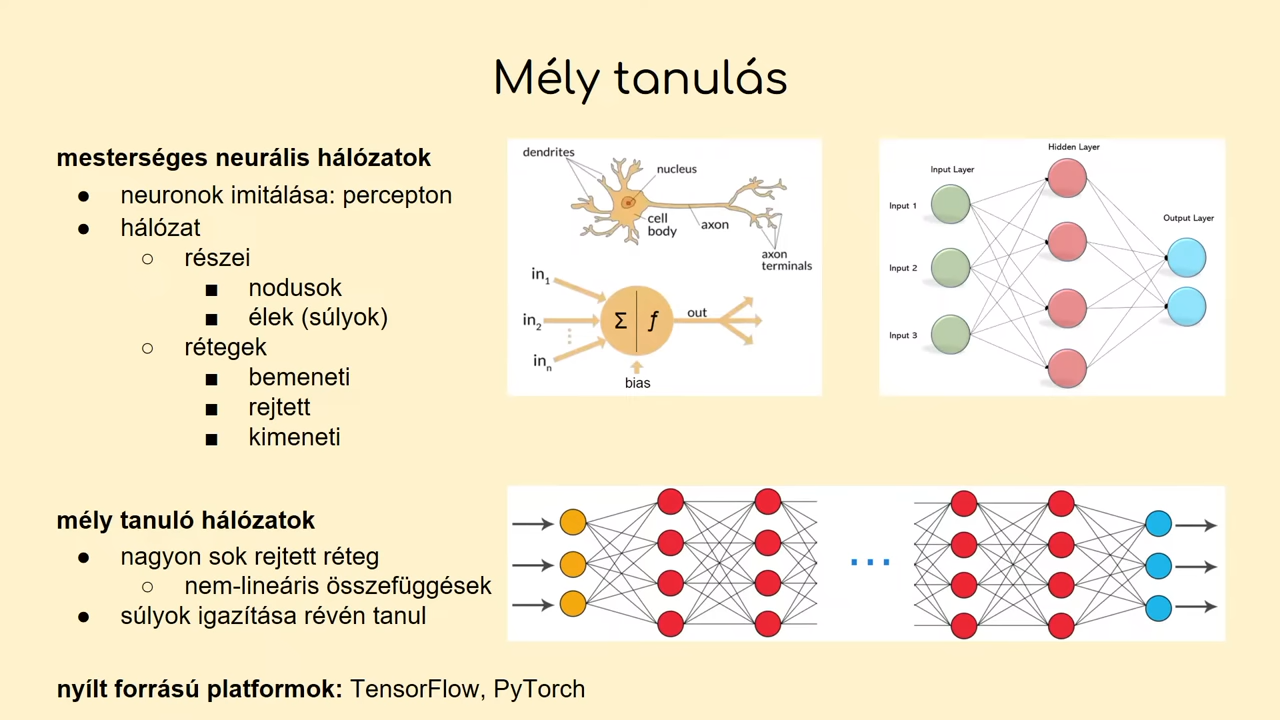 Mély tanulás
mesterséges neurális hálózatok
● neuronok imitálása: percepton
● hálózat
○ részei
■ nodusok
■ élek (súlyok)
○ rétegek
■ bemeneti
■ rejtett
■ kimeneti
dendrites
nucleus
cell
body
axon
axon
terminals
in1
in2
inn
Σ
f
out
bias
Hidden Layer
Input Layer
Output Layer
Input 1
Input 2
Input 3
mély tanuló hálózatok
● nagyon sok rejtett réteg
○ nem-lineáris összefüggések
● súlyok igazítása révén tanul
...
nyílt forrású platformok: TensorFlow, PyTorch